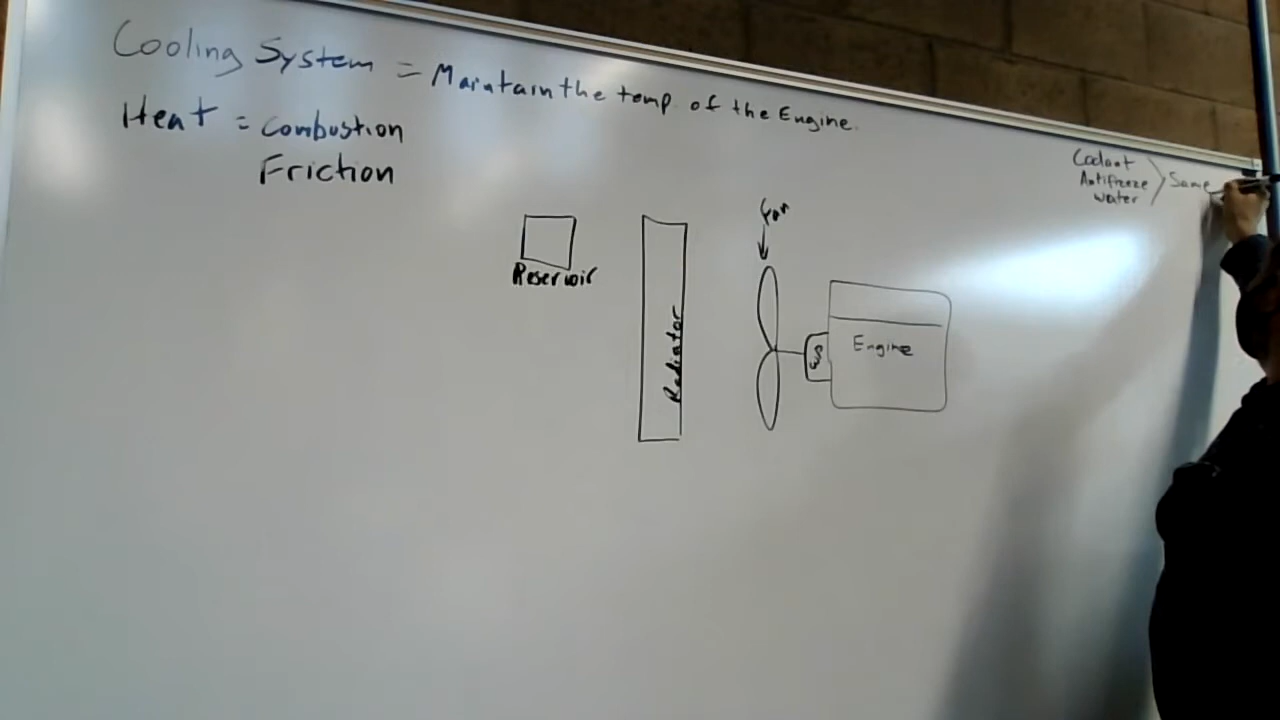 Cooling System = Maintain the temp. of the Engine.
Heat = Combustion
Friction
Coolant
Antifreeze
Water
Same
fan
Reservoir
Radiator
Engine